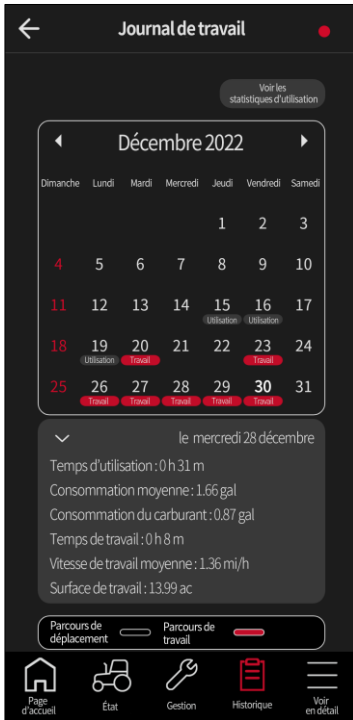 Journal de travail
Voir les
statistiques d'utilisation
Décembre 2022
Dimanche Lundi Mardi Mercredi Jeudi Vendredi Samedi
1 2 3
4 5 6 7 8 9 10
11 12 13 14 15 16 17
Utilisation Utilisation
18 19 20 21 22 23 24
Utilisation Travail Travail
25 26 27 28 29 30 31
Travail Travail Travail Travail Travail
le mercredi 28 décembre
Temps d'utilisation : 0 h 31 m
Consommation moyenne : 1.66 gal
Consommation du carburant : 0.87 gal
Temps de travail : 0 h 8 m
Vitesse de travail moyenne : 1.36 mi/h
Surface de travail : 13.99 ac
Parcours de
déplacement
Parcours de
travail
Page
d'accueil
État
Gestion
Historique
Voir
en détail